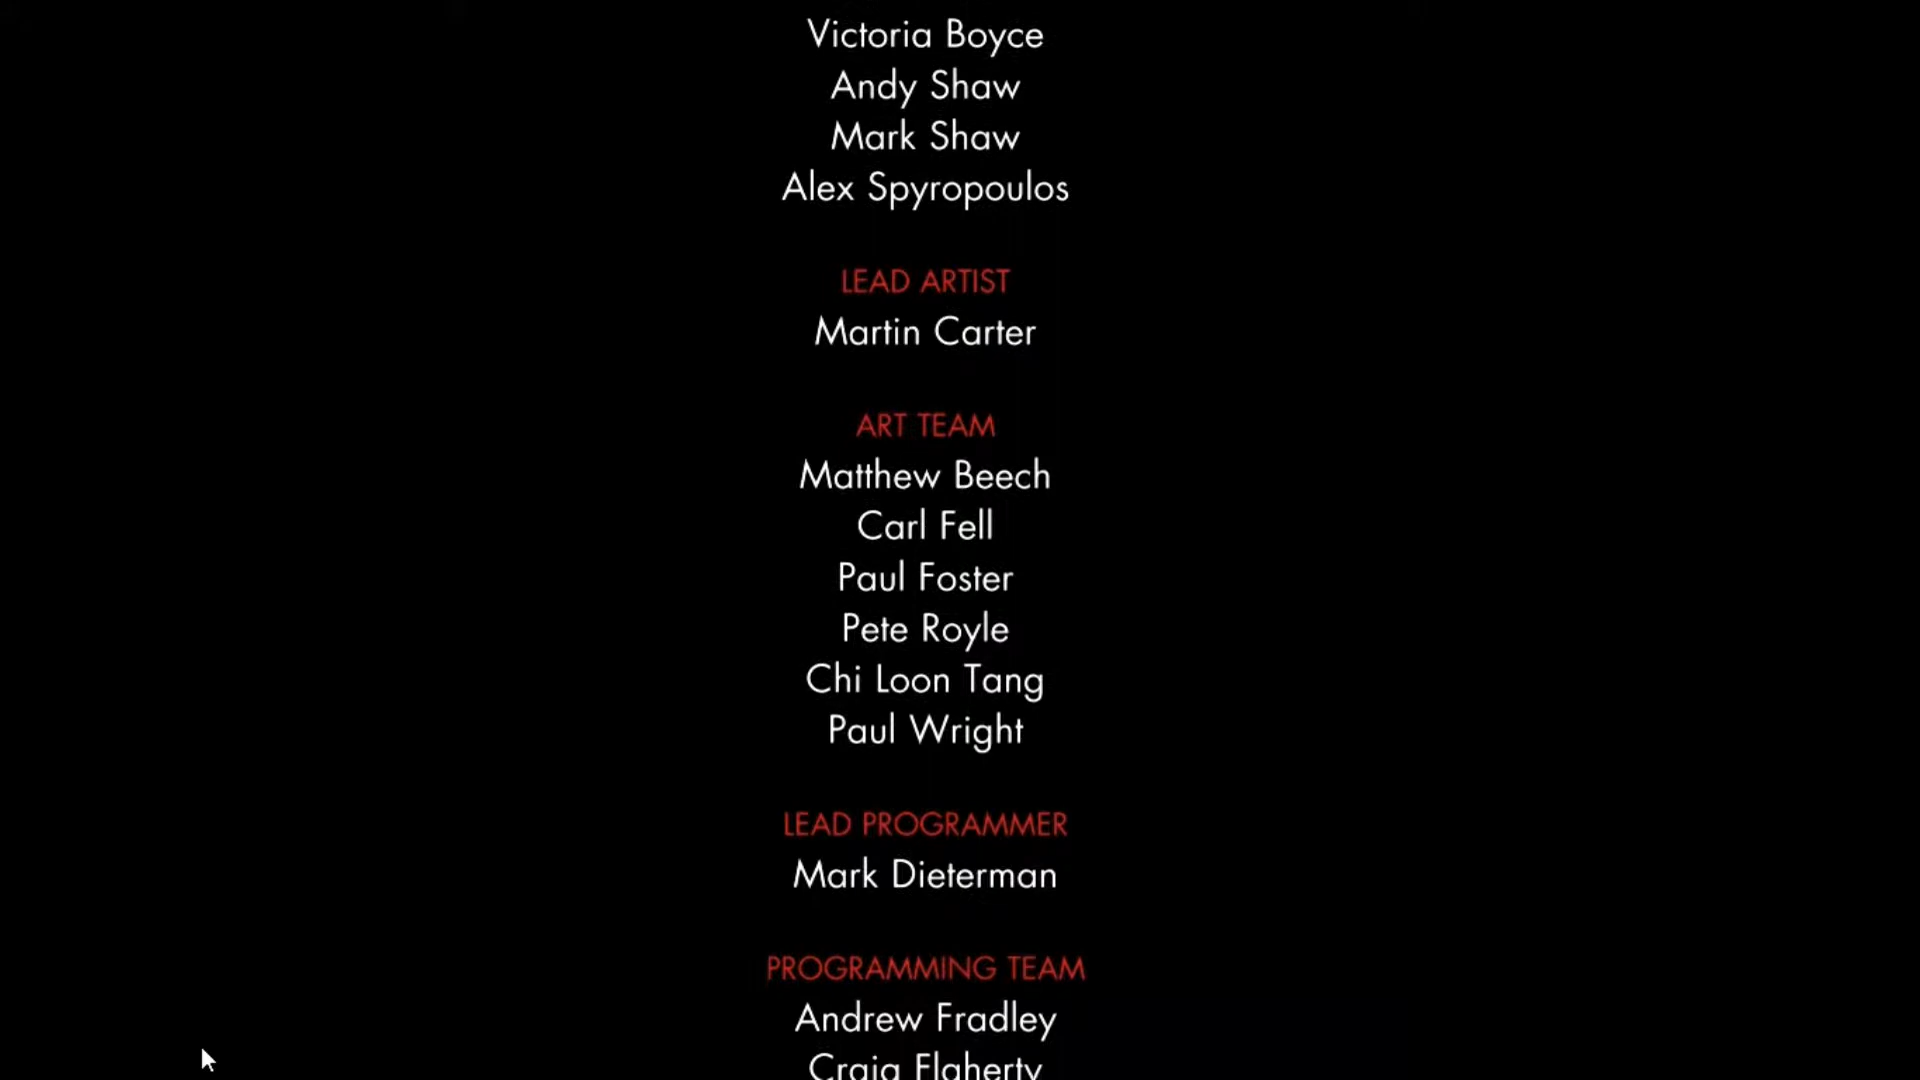 Victoria Boyce
Andy Shaw
Mark Shaw
Alex Spyropoulos
LEAD ARTIST
Martin Carter
ART TEAM
Matthew Beech
Carl Fell
Paul Foster
Pete Royle
Chi Loon Tang
Paul Wright
LEAD PROGRAMMER
Mark Dieterman
PROGRAMMING TEAM
Andrew Fradley
Craig Flaherty